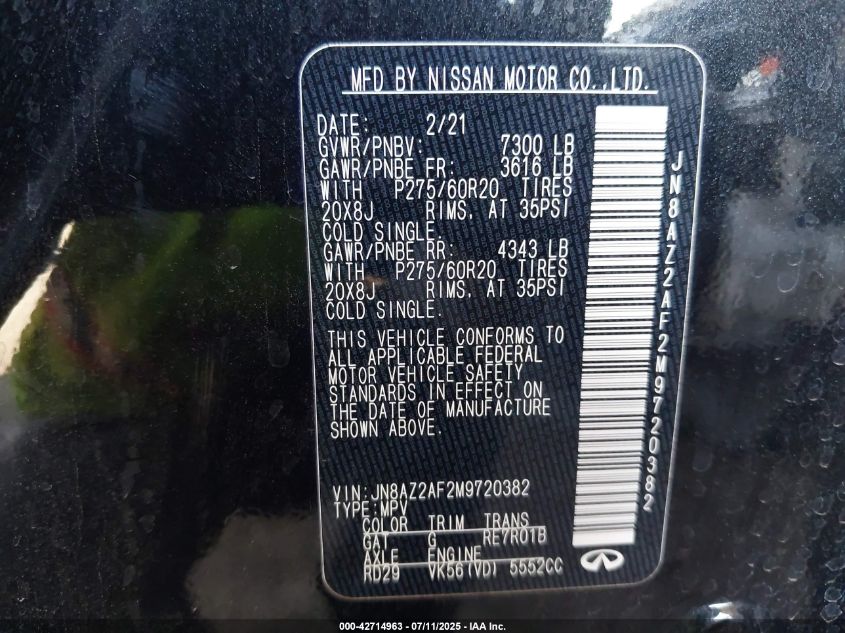 MFD BY NISSAN MOTOR CO.,LTD.
DATE: 2/21
GVWR/PNBV: 7300 LB
GAWR/PNBE FR: 3616 LB
WITH P275/60R20 TIRES
20X8J RIMS. AT 35PSI
COLD SINGLE.
GAWR/PNBE RR: 4343 LB
WITH P275/60R20 TIRES
20X8J RIMS, AT 35PSI
COLD SINGLE.
THIS VEHICLE CONFORMS TO
ALL APPLICABLE FEDERAL
MOTOR VEHICLE SAFETY
STANDARDS IN EFFECT ON
THE DATE OF MANUFACTURE
SHOWN ABOVE.
VIN:JN8AZ2AF2M9720382
TYPE:MPV
COLOR TRIM TRANS
GAT G RE7R01B
AXLE ENGINE
RD29 VK56(VD) 5552CC
JN8AZ2AF2M9720382
000-42714963 - 07/11/2025 - IAA Inc.